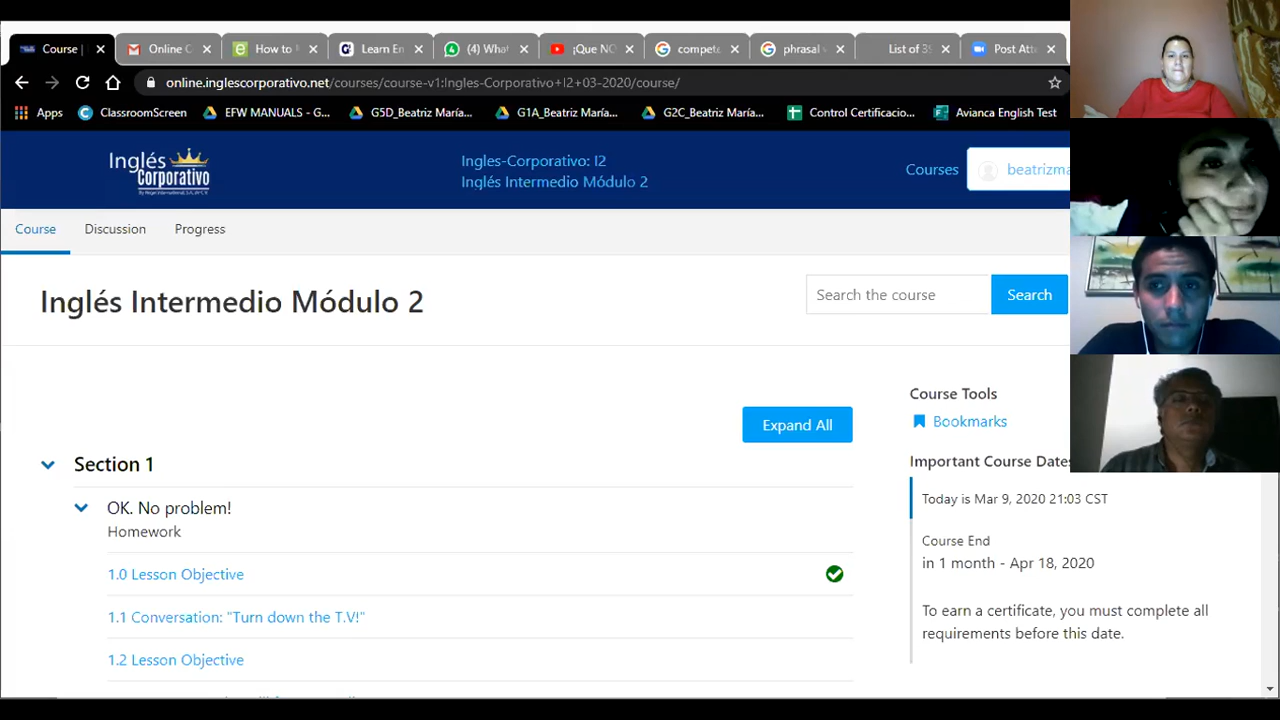 Course |
Online C
How to
Learn En
(4) What
¡Que NO
compete
phrasal v
List of 3
Post Atte
online.inglescorporativo.net/courses/course-v1:Ingles-Corporativo+I2+03-2020/course/
Apps
ClassroomScreen
EFW MANUALS - G...
G5D_Beatriz María...
G1A_Beatriz María...
G2C_Beatriz María...
Control Certificacio...
Avianca English Test
Inglés
Corporativo
Ingles-Corporativo: I2
Inglés Intermedio Módulo 2
Courses
beatrizma
Course
Discussion
Progress
Inglés Intermedio Módulo 2
Search the course
Search
Expand All
Section 1
OK. No problem!
Homework
1.0 Lesson Objective
1.1 Conversation: "Turn down the T.V!"
1.2 Lesson Objective
Course Tools
Bookmarks
Important Course Dates
Today is Mar 9, 2020 21:03 CST
Course End
in 1 month - Apr 18, 2020
To earn a certificate, you must complete all
requirements before this date.